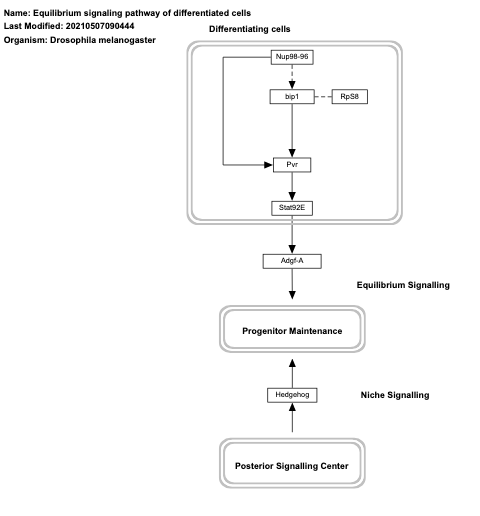 Name: Equilibrium signaling pathway of differentiated cells
Last Modified: 20210507090444
Organism: Drosophila melanogaster
Differentiating cells
Nup98-96
bip1
RpS8
Pvr
Stat92E
Adgf-A
Equilibrium Signalling
Progenitor Maintenance
Hedgehog
Niche Signalling
Posterior Signalling Center